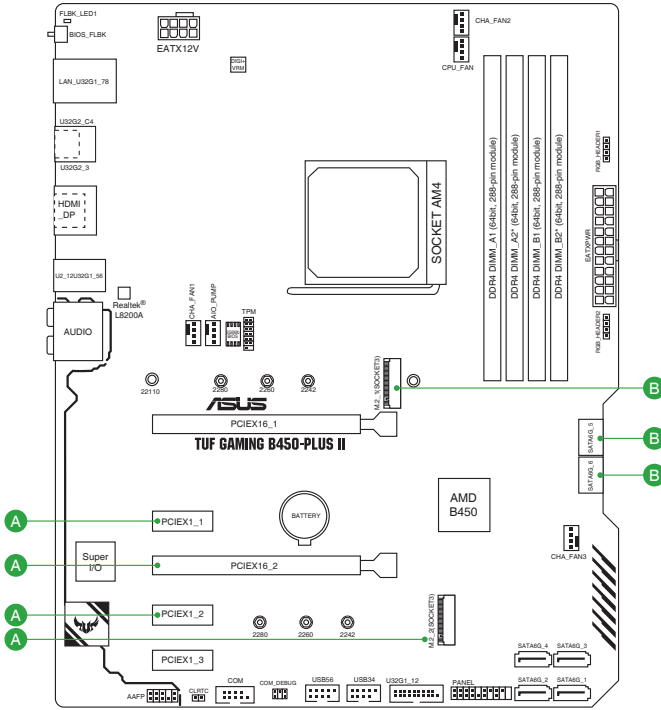 FLBK_LED1
BIOS_FLBK
EATX12V
DIGI+
VRM
CHA_FAN2
CPU_FAN
LAN_U32G1_78
U32G2_C4
U32G2_3
HDMI
_DP
U2_12U32G1_56
Realtek®
L8200A
AUDIO
CHA_FAN1
AIO_PUMP
TPM
SOCKET AM4
DDR4 DIMM_A1 (64bit, 288-pin module)
DDR4 DIMM_A2* (64bit, 288-pin module)
DDR4 DIMM_B1 (64bit, 288-pin module)
DDR4 DIMM_B2* (64bit, 288-pin module)
RGB_HEADER1
EATXPWR
RGB_HEADER2
22110
2280
2260
2242
M.2_1(SOCKET3)
B
ASUS
PCIEX16_1
TUF GAMING B450-PLUS II
SATA6G_5
B
SATA6G_6
B
A
PCIEX1_1
BATTERY
AMD
B450
CHA_FAN3
A
Super
I/O
PCIEX16_2
A
PCIEX1_2
A
2280
2260
2242
M.2_2(SOCKET3)
PCIEX1_3
SATA6G_4
SATA6G_3
SATA6G_2
SATA6G_1
AAFP
CLRTC
COM
COM_DEBUG
USB56
USB34
U32G1_12
PANEL